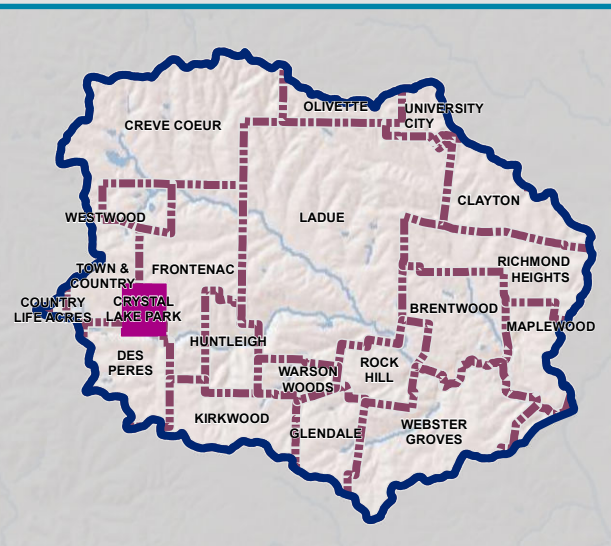 OLIVETTE
UNIVERSITY
CITY
CREVE COEUR
CLAYTON
WESTWOOD
LADUE
RICHMOND
HEIGHTS
TOWN &
COUNTRY
FRONTENAC
COUNTRY
LIFE ACRES
CRYSTAL
LAKE PARK
BRENTWOOD
MAPLEWOOD
HUNTLEIGH
DES
PERES
WARSON
WOODS
ROCK
HILL
KIRKWOOD
GLENDALE
WEBSTER
GROVES